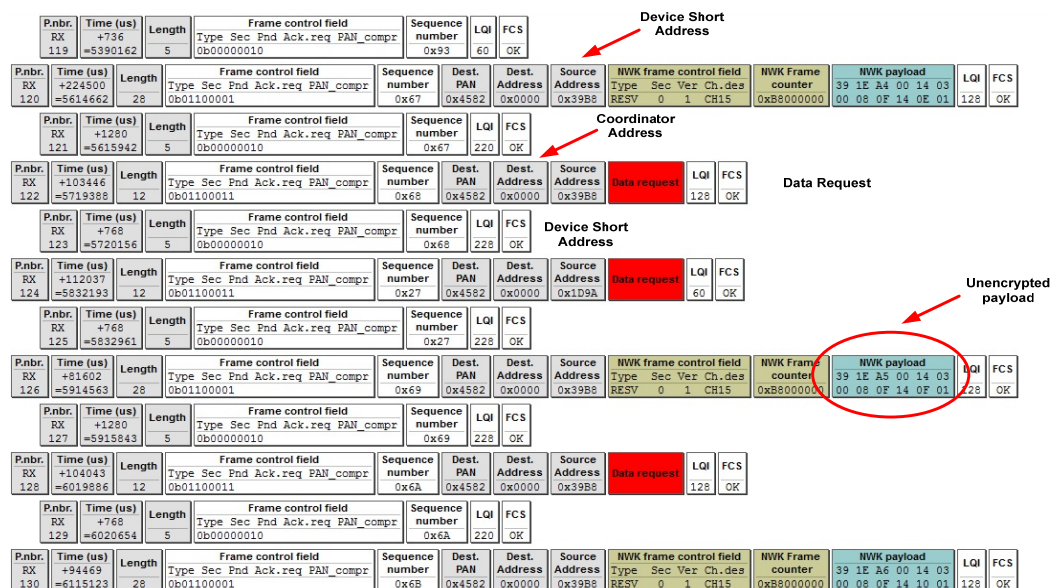 Device Short
Address
P.nbr. Time (us) Length Frame control field Sequence number LQI FCS
RX +736 Type Sec Pnd Ack.req PAN_compr
119 =5390162 5 0b00000010 0x93 60 OK
P.nbr. Time (us) Length Frame control field Sequence number Dest. PAN Dest. Address Source Address NWK frame control field NWK Frame counter NWK payload LQI FCS
RX +224500 Type Sec Pnd Ack.req PAN_compr Type Sec Ver Ch.des 39 1E A4 00 14 03
120 =5614662 28 0b01100001 0x67 0x4582 0x0000 0x39B8 RESV 0 1 CH15 0xB8000000 00 08 0F 14 0E 01 128 OK
Coordinator
Address
P.nbr. Time (us) Length Frame control field Sequence number LQI FCS
RX +1280 Type Sec Pnd Ack.req PAN_compr
121 =5615942 5 0b00000010 0x67 220 OK
P.nbr. Time (us) Length Frame control field Sequence number Dest. PAN Dest. Address Source Address Data request LQI FCS Data Request
RX +103446 Type Sec Pnd Ack.req PAN_compr
122 =5719388 12 0b01100011 0x68 0x4582 0x0000 0x39B8 128 OK
P.nbr. Time (us) Length Frame control field Sequence number LQI FCS
RX +768 Type Sec Pnd Ack.req PAN_compr
123 =5720156 5 0b00000010 0x68 228 OK
Device Short
Address
P.nbr. Time (us) Length Frame control field Sequence number Dest. PAN Dest. Address Source Address Data request LQI FCS
RX +112037 Type Sec Pnd Ack.req PAN_compr
124 =5832193 12 0b01100011 0x27 0x4582 0x0000 0x1D9A 60 OK
Unencrypted
payload
P.nbr. Time (us) Length Frame control field Sequence number LQI FCS
RX +768 Type Sec Pnd Ack.req PAN_compr
125 =5832961 5 0b00000010 0x27 228 OK
P.nbr. Time (us) Length Frame control field Sequence number Dest. PAN Dest. Address Source Address NWK frame control field NWK Frame counter NWK payload LQI FCS
RX +81602 Type Sec Pnd Ack.req PAN_compr Type Sec Ver Ch.des 39 1E A5 00 14 03
126 =5914563 28 0b01100001 0x69 0x4582 0x0000 0x39B8 RESV 0 1 CH15 0xB8000000 00 08 0F 14 0F 01 128 OK
P.nbr. Time (us) Length Frame control field Sequence number LQI FCS
RX +1280 Type Sec Pnd Ack.req PAN_compr
127 =5915843 5 0b00000010 0x69 228 OK
P.nbr. Time (us) Length Frame control field Sequence number Dest. PAN Dest. Address Source Address Data request LQI FCS
RX +104043 Type Sec Pnd Ack.req PAN_compr
128 =6019886 12 0b01100011 0x6A 0x4582 0x0000 0x39B8 128 OK
P.nbr. Time (us) Length Frame control field Sequence number LQI FCS
RX +768 Type Sec Pnd Ack.req PAN_compr
129 =6020654 5 0b00000010 0x6A 220 OK
P.nbr. Time (us) Length Frame control field Sequence number Dest. PAN Dest. Address Source Address NWK frame control field NWK Frame counter NWK payload LQI FCS
RX +94469 Type Sec Pnd Ack.req PAN_compr Type Sec Ver Ch.des 39 1E A6 00 14 03
130 =6115123 28 0b01100001 0x6B 0x4582 0x0000 0x39B8 RESV 0 1 CH15 0xB8000000 00 08 0F 14 10 01 128 OK